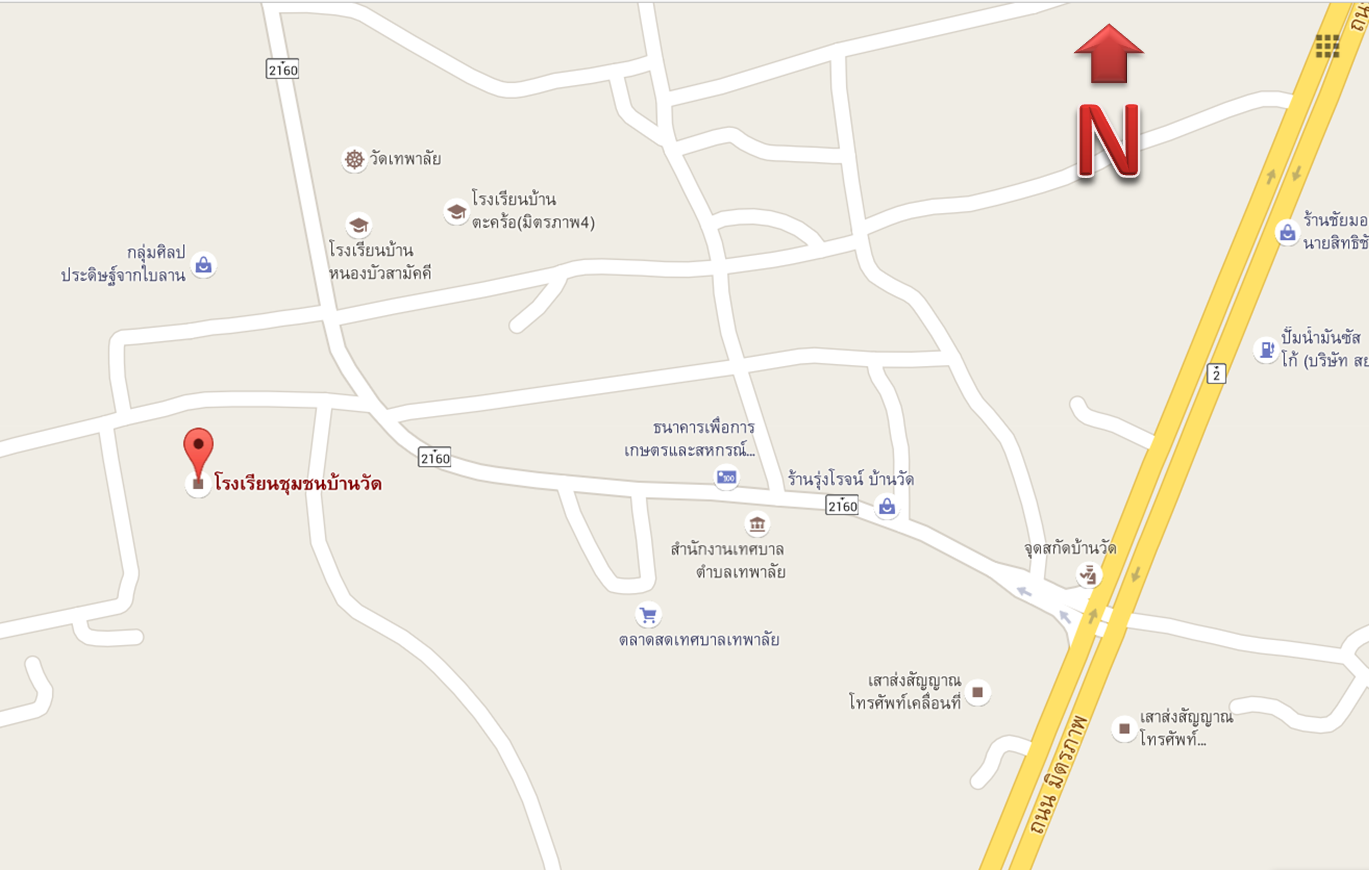 ถน
2160
N
วัดเทพาลัย
โรงเรียนบ้าน
ตะคร้อ(มิตรภาพ4)
โรงเรียนบ้าน
หนองบัวสามัคคี
กลุ่มศิลป
ประดิษฐ์จากใบลาน
ร้านชัยมอ
นายสิทธิชั
ปั๊มน้ำมันซัส
โก้ (บริษัท สย
2
ธนาคารเพื่อการ
เกษตรและสหกรณ์...
100
2160
โรงเรียนชุมชนบ้านวัด
ร้านรุ่งโรจน์ บ้านวัด
2160
สำนักงานเทศบาล
ตำบลเทพาลัย
จุดสกัดบ้านวัด
ตลาดสดเทศบาลเทพาลัย
เสาส่งสัญญาณ
โทรศัพท์เคลื่อนที่
เสาส่งสัญญาณ
โทรศัพท์...
ถนน มิตรภาพ